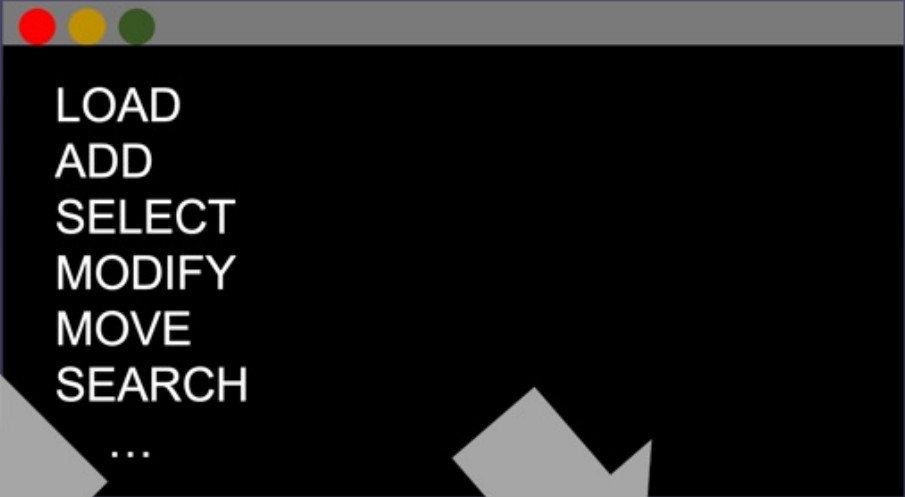 LOAD
ADD
SELECT
MODIFY
MOVE
SEARCH
...